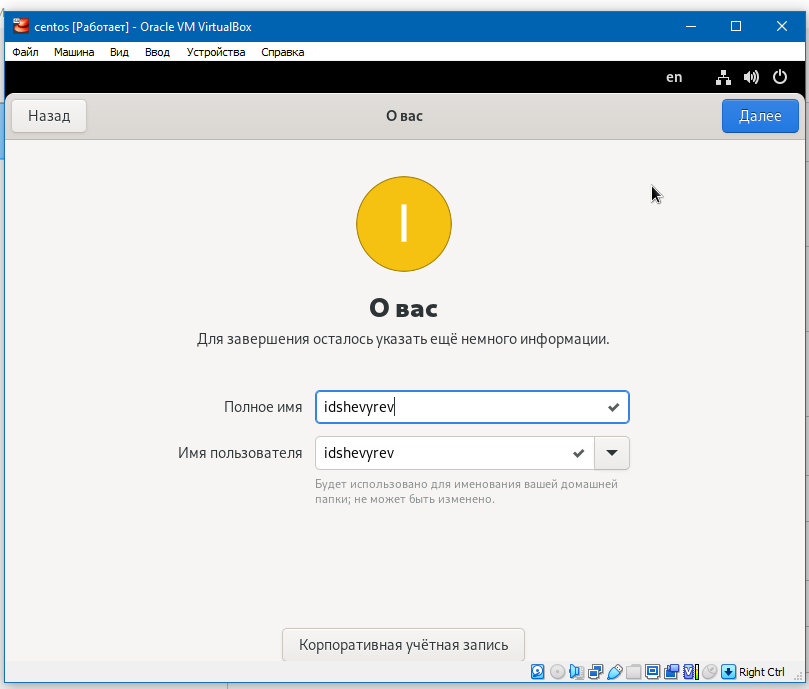 centos [Работает] - Oracle VM VirtualBox
Файл Машина Вид Ввод Устройства Справка
en
Назад О вас Далее
I
О вас
Для завершения осталось указать ещё немного информации.
Полное имя idshevyrev
Имя пользователя idshevyrev
Будет использовано для именования вашей домашней
папки; не может быть изменено.
Корпоративная учётная запись
Right Ctrl